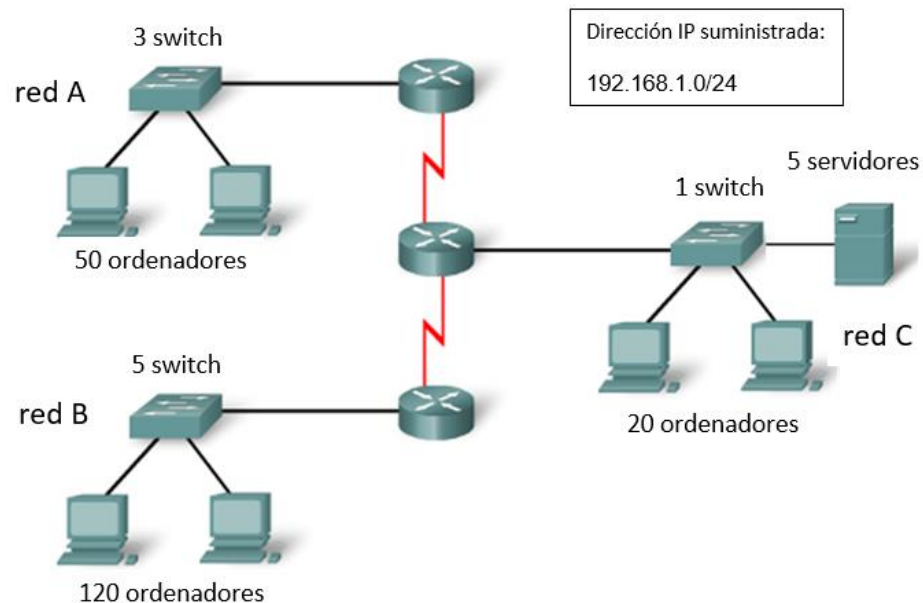 3 switch
red A
50 ordenadores
Dirección IP suministrada:
192.168.1.0/24
5 servidores
1 switch
red C
20 ordenadores
5 switch
red B
120 ordenadores